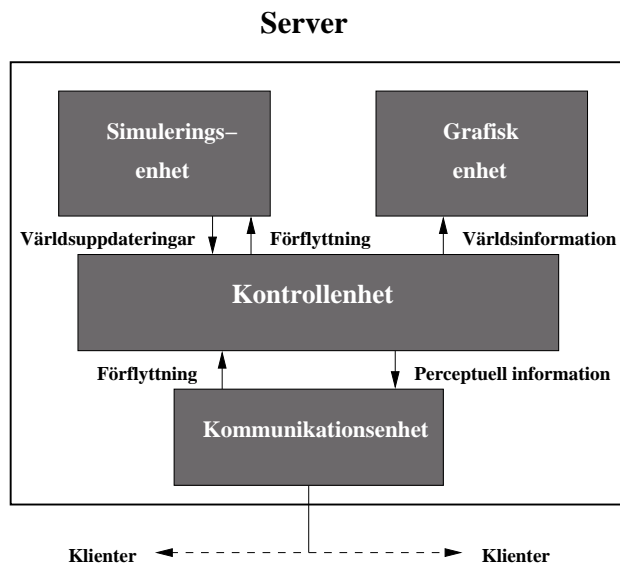 Server
Simulerings–
enhet
Grafisk
enhet
Världsuppdateringar
Förflyttning
Världsinformation
Kontrollenhet
Förflyttning
Perceptuell information
Kommunikationsenhet
Klienter
Klienter